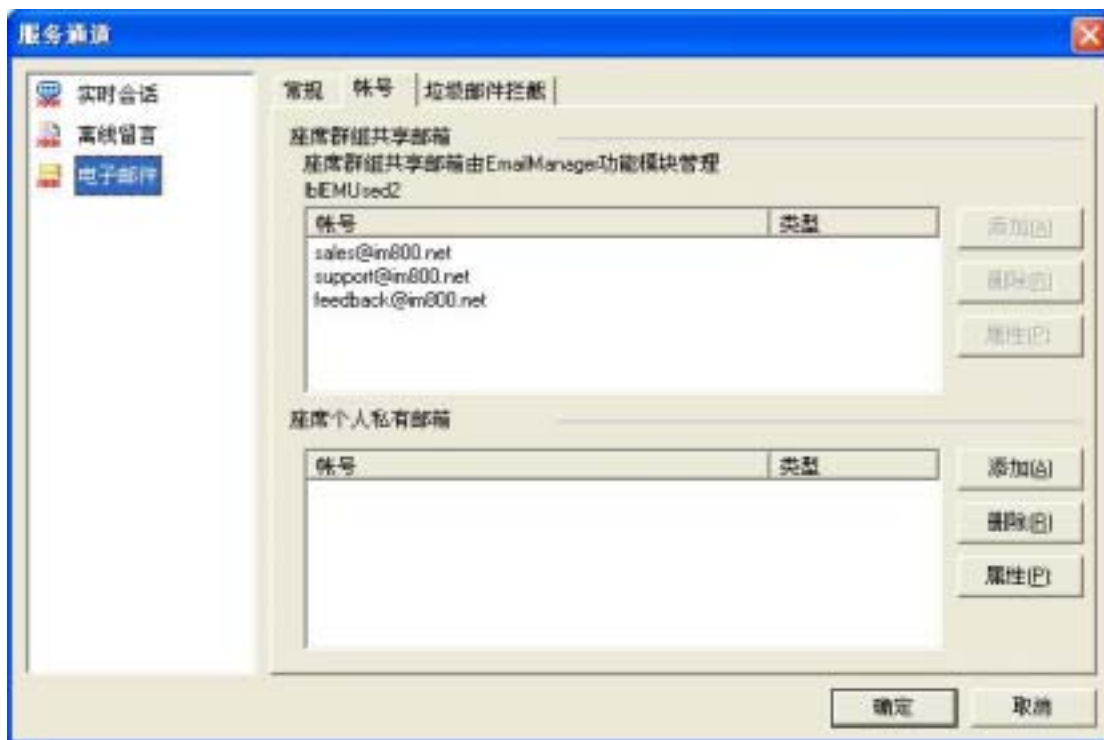 服务通道
实时会话
离线留言
电子邮件
常规 帐号 垃圾邮件拦截
座席群组共享邮箱
座席群组共享邮箱由EmailManager功能模块管理
lblEMUsed2
帐号 类型
sales@im800.net
support@im800.net
feedback@im800.net
添加(A)
删除(R)
属性(P)
座席个人私有邮箱
帐号 类型
添加(A)
删除(R)
属性(P)
确定 取消